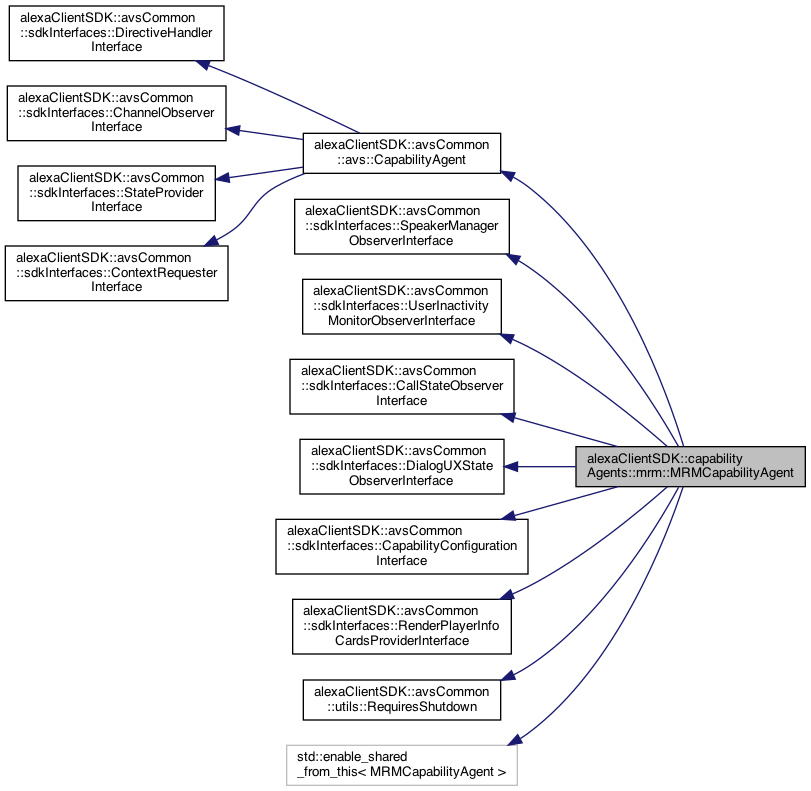 alexaClientSDK::avsCommon
::sdkInterfaces::DirectiveHandler
Interface
alexaClientSDK::avsCommon
::sdkInterfaces::ChannelObserver
Interface
alexaClientSDK::avsCommon
::sdkInterfaces::StateProvider
Interface
alexaClientSDK::avsCommon
::sdkInterfaces::ContextRequester
Interface
alexaClientSDK::avsCommon
::avs::CapabilityAgent
alexaClientSDK::avsCommon
::sdkInterfaces::SpeakerManager
ObserverInterface
alexaClientSDK::avsCommon
::sdkInterfaces::UserInactivity
MonitorObserverInterface
alexaClientSDK::avsCommon
::sdkInterfaces::CallStateObserver
Interface
alexaClientSDK::avsCommon
::sdkInterfaces::DialogUXState
ObserverInterface
alexaClientSDK::avsCommon
::sdkInterfaces::CapabilityConfiguration
Interface
alexaClientSDK::avsCommon
::sdkInterfaces::RenderPlayerInfo
CardsProviderInterface
alexaClientSDK::avsCommon
::utils::RequiresShutdown
std::enable_shared
_from_this< MRMCapabilityAgent >
alexaClientSDK::capability
Agents::mrm::MRMCapabilityAgent